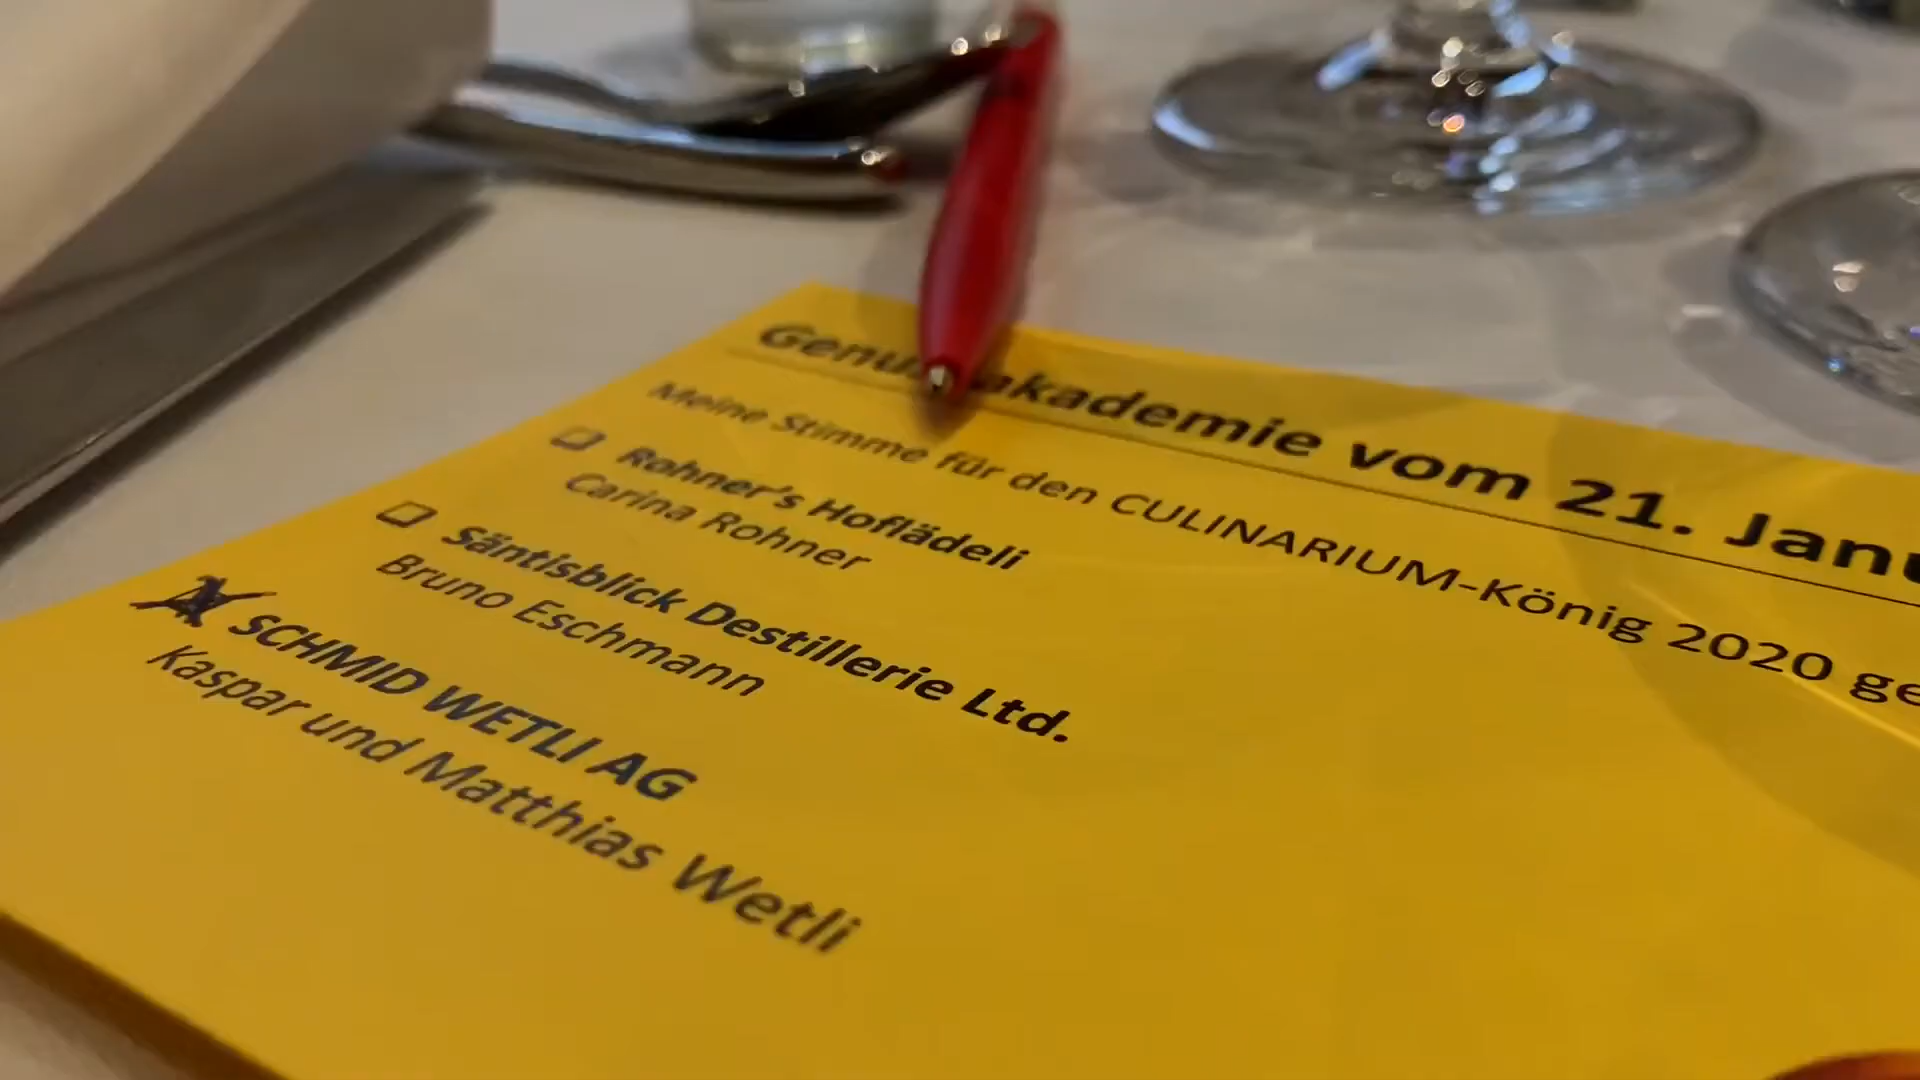 Genussakademie vom 21. Janu
Meine Stimme für den CULINARIUM-König 2020 ge
Rohner's Hoflädeli
Carina Rohner
Säntisblick Destillerie Ltd.
Bruno Eschmann
SCHMID WETLI AG
Kaspar und Matthias Wetli